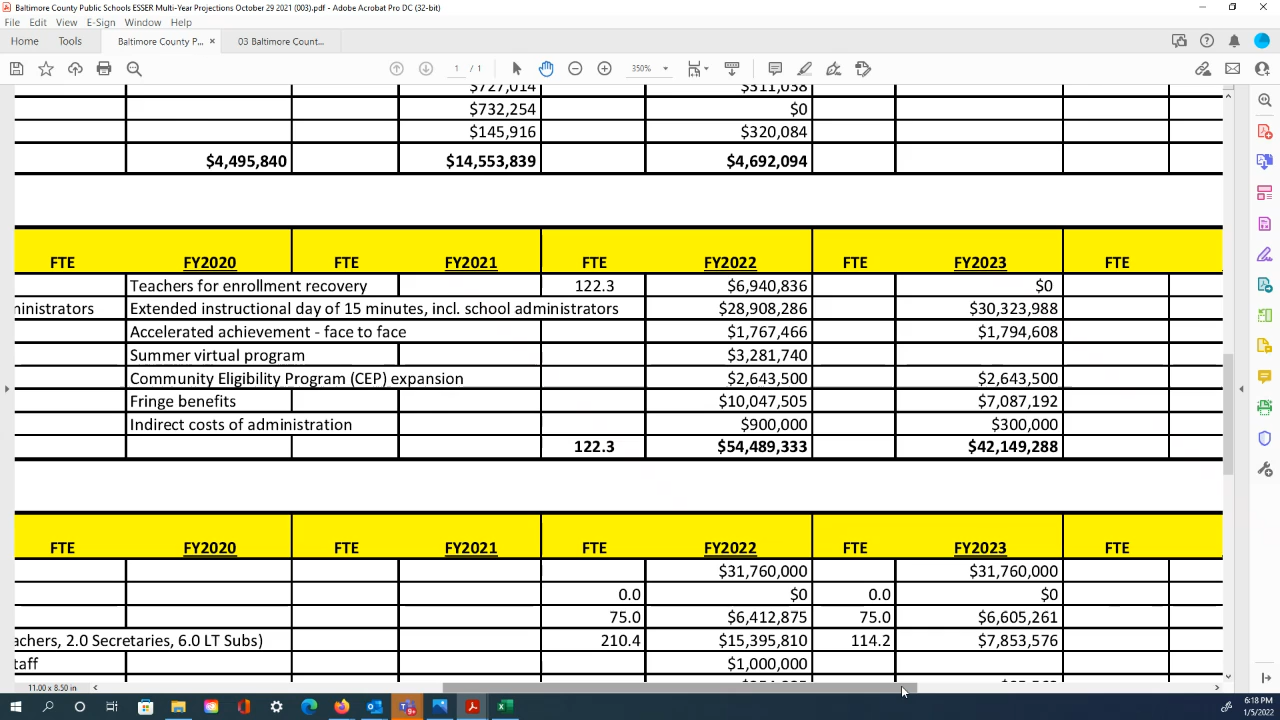 Baltimore County Public Schools ESSER Multi-Year Projections October 29 2021 (003).pdf - Adobe Acrobat Pro DC (32-bit)
File Edit View E-Sign Window Help
Home Tools Baltimore County P... × 03 Baltimore Count...
1 / 1 350%
$727,014 $311,038
$732,254 $0
$145,916 $320,084
$4,495,840 $14,553,839 $4,692,094
FTE FY2020 FTE FY2021 FTE FY2022 FTE FY2023 FTE
Teachers for enrollment recovery 122.3 $6,940,836 $0
ninistrators Extended instructional day of 15 minutes, incl. school administrators $28,908,286 $30,323,988
Accelerated achievement - face to face $1,767,466 $1,794,608
Summer virtual program $3,281,740
Community Eligibility Program (CEP) expansion $2,643,500 $2,643,500
Fringe benefits $10,047,505 $7,087,192
Indirect costs of administration $900,000 $300,000
122.3 $54,489,333 $42,149,288
FTE FY2020 FTE FY2021 FTE FY2022 FTE FY2023 FTE
$31,760,000 $31,760,000
0.0 $0 0.0 $0
75.0 $6,412,875 75.0 $6,605,261
achers, 2.0 Secretaries, 6.0 LT Subs) 210.4 $15,395,810 114.2 $7,853,576
taff $1,000,000
11.00 x 8.50 in
6:18 PM
1/5/2022